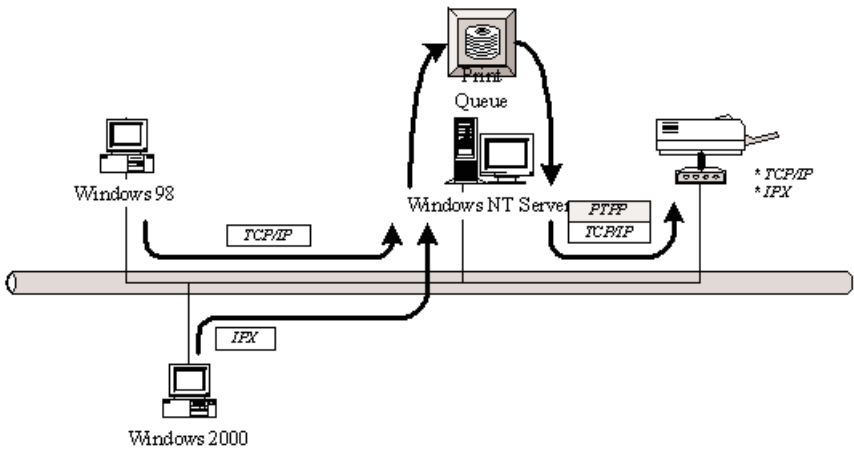 Print
Queue
Windows 98
Windows NT Server
PTPP
TCP/IP
* TCP/IP
* IPX
TCP/IP
IPX
Windows 2000